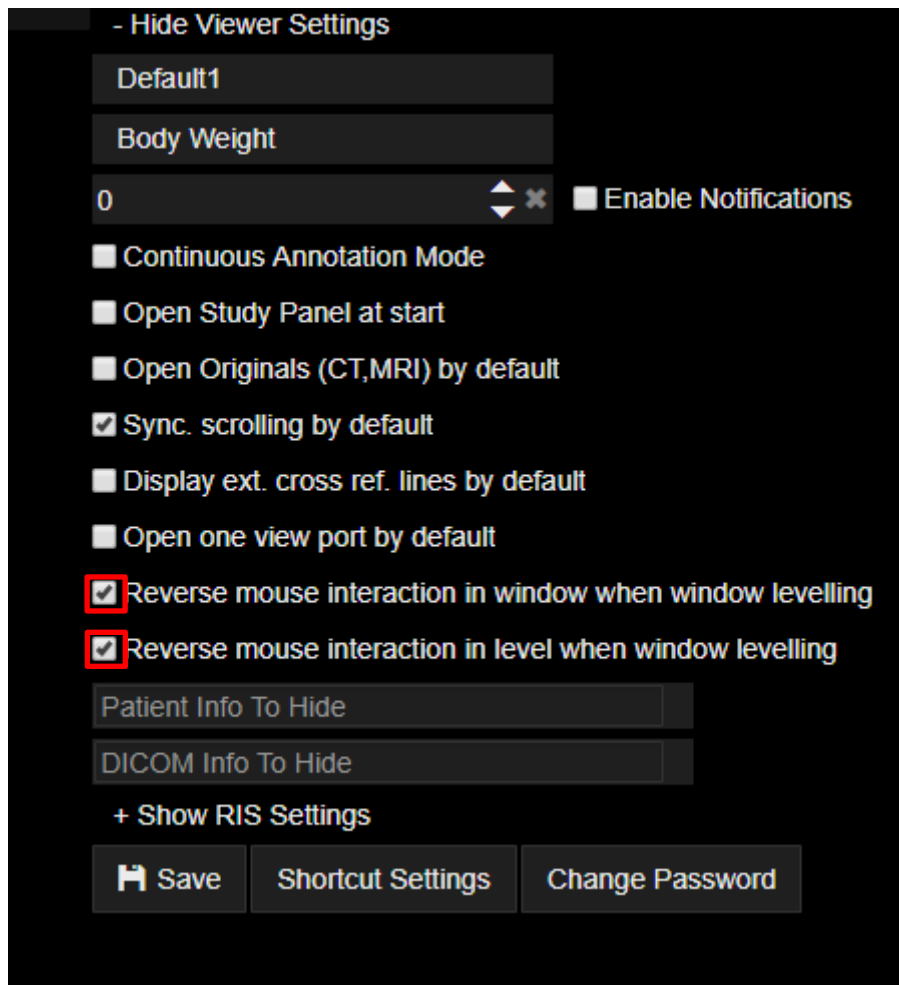 - Hide Viewer Settings
Default1
Body Weight
0 Enable Notifications
Continuous Annotation Mode
Open Study Panel at start
Open Originals (CT,MRI) by default
Sync. scrolling by default
Display ext. cross ref. lines by default
Open one view port by default
Reverse mouse interaction in window when window levelling
Reverse mouse interaction in level when window levelling
Patient Info To Hide
DICOM Info To Hide
+ Show RIS Settings
Save Shortcut Settings Change Password